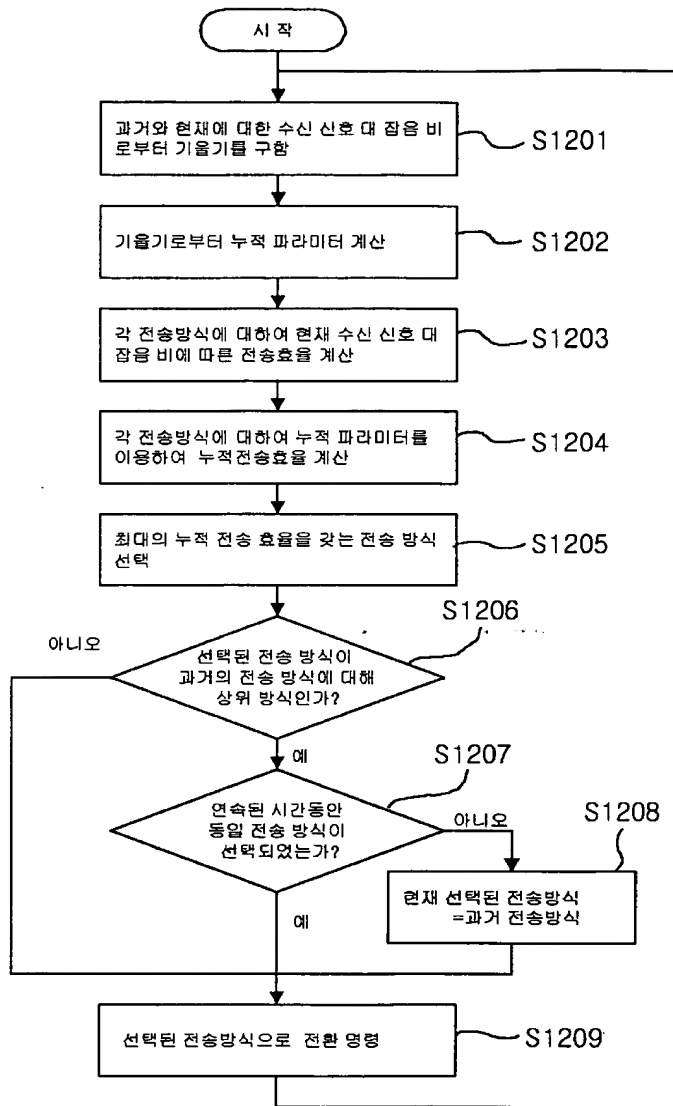 시 작
과거와 현재에 대한 수신 신호 대 잡음 비
로부터 기울기를 구함
S1201
기울기로부터 누적 파라미터 계산
S1202
각 전송방식에 대하여 현재 수신 신호 대
잡음 비에 따른 전송효율 계산
S1203
각 전송방식에 대하여 누적 파라미터를
이용하여 누적전송효율 계산
S1204
최대의 누적 전송 효율을 갖는 전송 방식
선택
S1205
S1206
아니오
선택된 전송 방식이
과거의 전송 방식에 대해
상위 방식인가?
예
S1207
연속된 시간동안
동일 전송 방식이
선택되었는가?
아니오
S1208
현재 선택된 전송방식
=과거 전송방식
예
선택된 전송방식으로 전환 명령
S1209